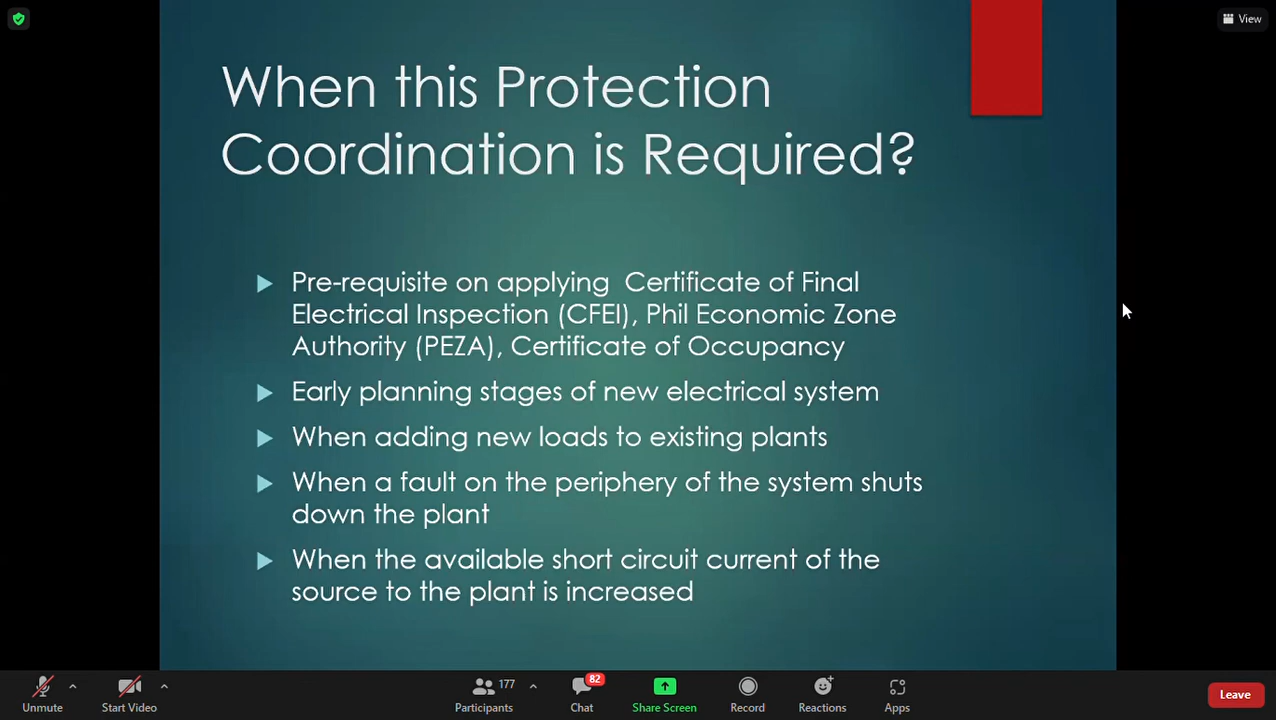 View
When this Protection
Coordination is Required?
Pre-requisite on applying Certificate of Final
Electrical Inspection (CFEI), Phil Economic Zone
Authority (PEZA), Certificate of Occupancy
Early planning stages of new electrical system
When adding new loads to existing plants
When a fault on the periphery of the system shuts
down the plant
When the available short circuit current of the
source to the plant is increased
Unmute
Start Video
177
Participants
82
Chat
Share Screen
Record
Reactions
Apps
Leave